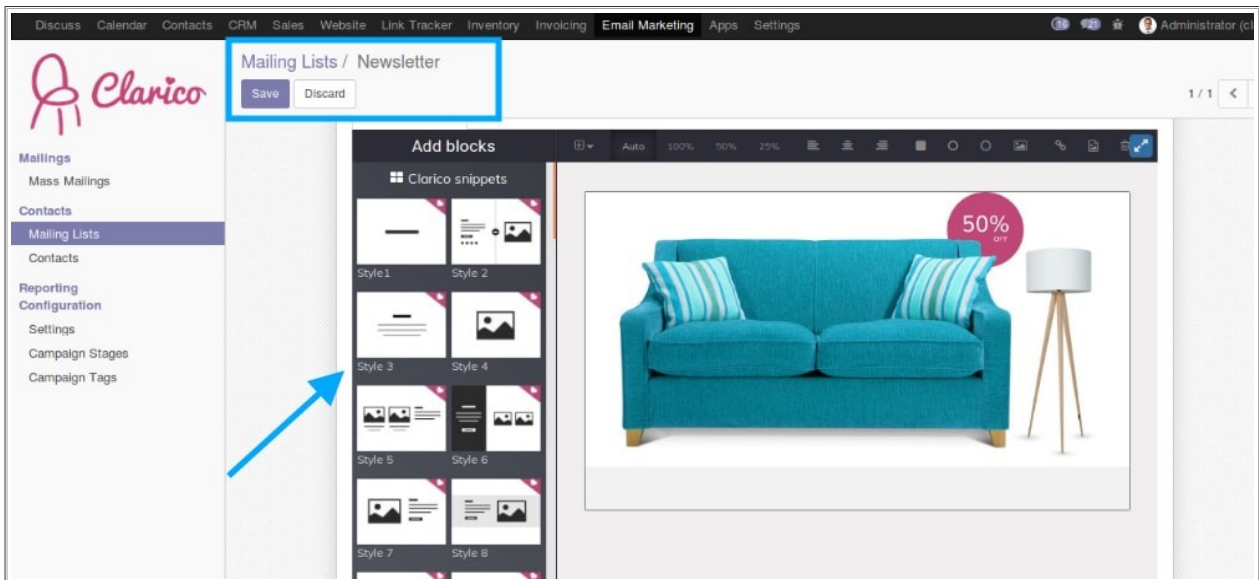 Discuss Calendar Contacts CRM Sales Website Link Tracker Inventory Invoicing Email Marketing Apps Settings 16 21 Administrator (cl
Clarico
Mailing Lists / Newsletter
Save Discard
1 / 1
Mailings
Mass Mailings
Contacts
Mailing Lists
Contacts
Reporting
Configuration
Settings
Campaign Stages
Campaign Tags
Add blocks
Auto 100% 50% 25%
Clarico snippets
Style1 Style 2
Style 3 Style 4
Style 5 Style 6
Style 7 Style 8
50%
OFF